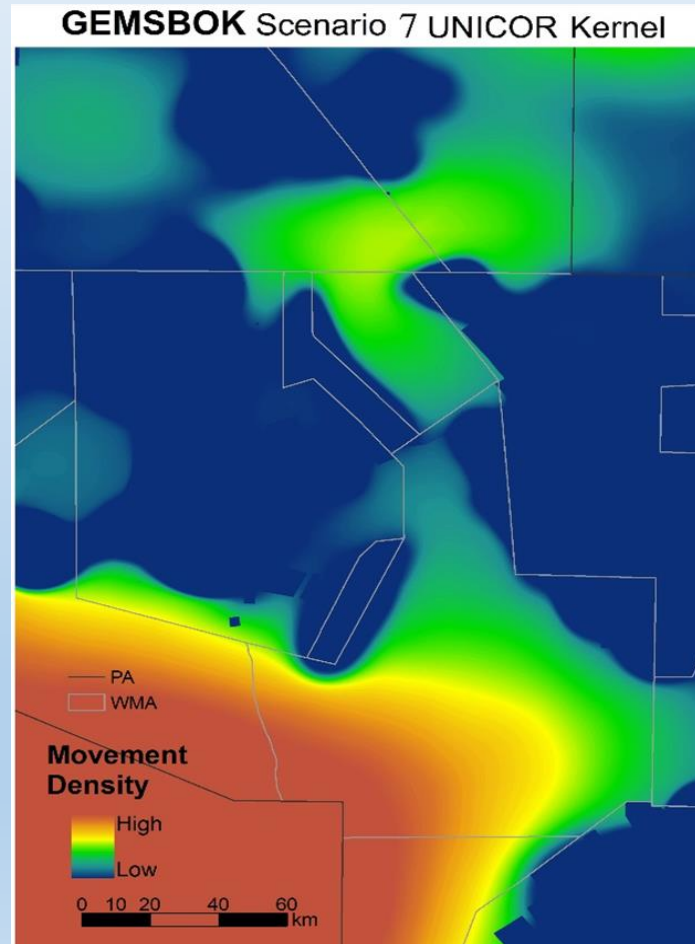 GEMSBOK Scenario 7 UNICOR Kernel
PA
WMA
Movement
Density
High
Low
0 10 20 40 60
km